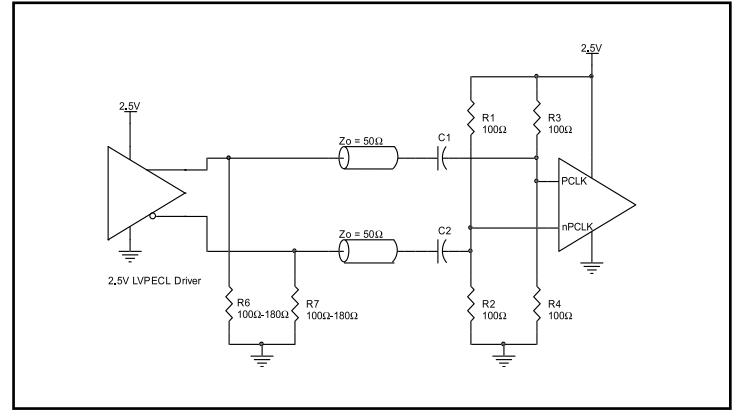 2.5V
2.5V
Zo = 50Ω
C1
R1
100Ω
R3
100Ω
PCLK
nPCLK
Zo = 50Ω
C2
2.5V LVPECL Driver
R6
100Ω-180Ω
R7
100Ω-180Ω
R2
100Ω
R4
100Ω